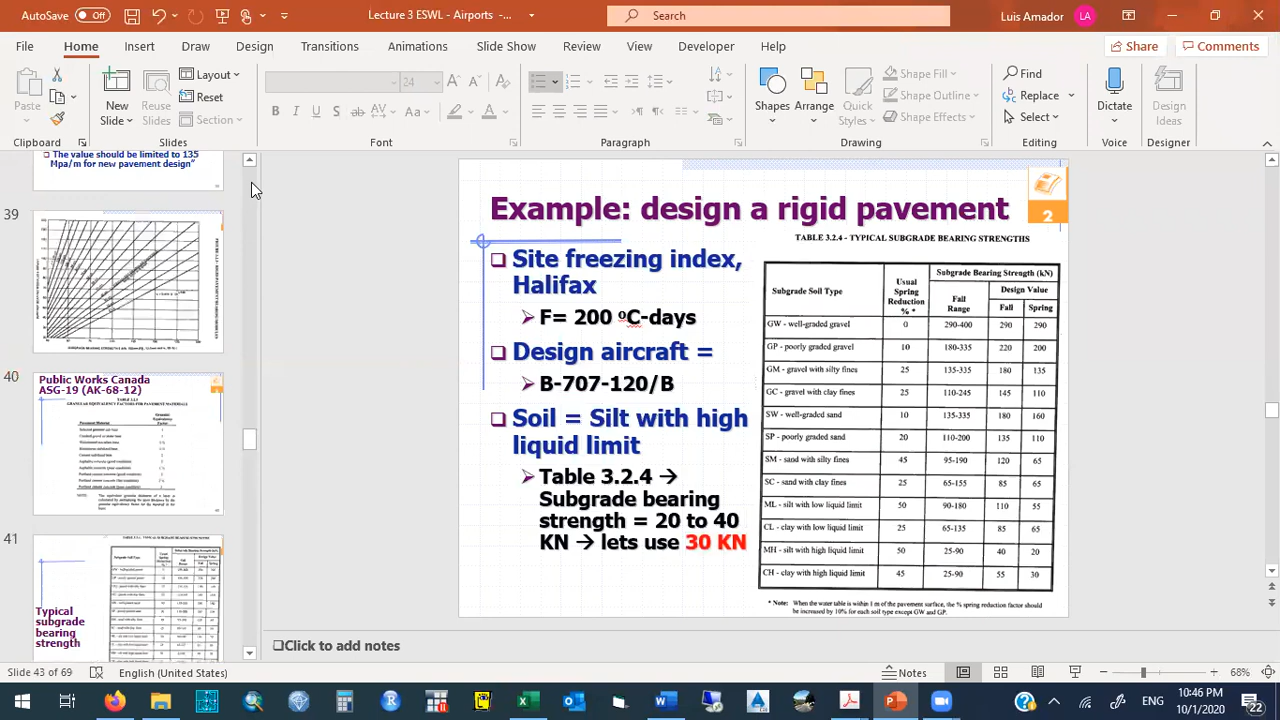 AutoSave Off Lecture 3 ESWL - Airports -... Search Luis Amador LA
File Home Insert Draw Design Transitions Animations Slide Show Review View Developer Help Share Comments
Paste New Slide Reuse Slides Layout Reset Section
24 Aa
Shapes Arrange Quick Styles Shape Fill Shape Outline Shape Effects
Find Replace Select Dictate Design Ideas
Clipboard
Slides Font Paragraph Drawing Editing Voice Designer
The value should be limited to 135
Mpa/m for new pavement design"
39
40
Public Works Canada
ASG-19 (AK-68-12)
41
Typical
subgrade
bearing
strength
Example: design a rigid pavement
2
Site freezing index,
Halifax
F= 200 ºC-days
Design aircraft =
B-707-120/B
Soil = Silt with high
liquid limit
Table 3.2.4 →
Subgrade bearing
strength = 20 to 40
KN → lets use 30 KN
TABLE 3.2.4 - TYPICAL SUBGRADE BEARING STRENGTHS
Subgrade Soil Type Usual Spring Reduction % * Subgrade Bearing Strength (kN)
Fall Range Design Value
Fall Spring
GW - well-graded gravel 0 290-400 290 290
GP - poorly graded gravel 10 180-335 220 200
GM - gravel with silty fines 25 135-335 180 135
GC - gravel with clay fines 25 110-245 145 110
SW - well-graded sand 10 135-335 180 160
SP - poorly graded sand 20 110-200 135 110
SM - sand with silty fines 45 95-190 120 65
SC - sand with clay fines 25 65-155 85 65
ML - silt with low liquid limit 50 90-180 110 55
CL - clay with low liquid limit 25 65-135 85 65
MH - silt with high liquid limit 50 25-90 40 20
CH - clay with high liquid limit 45 25-90 55 30
* Note: When the water table is within 1 m of the pavement surface, the % spring reduction factor should
be increased by 10% for each soil type except GW and GP.
Click to add notes
Slide 43 of 69 English (United States) Notes 68%
ENG 10:46 PM
10/1/2020 22